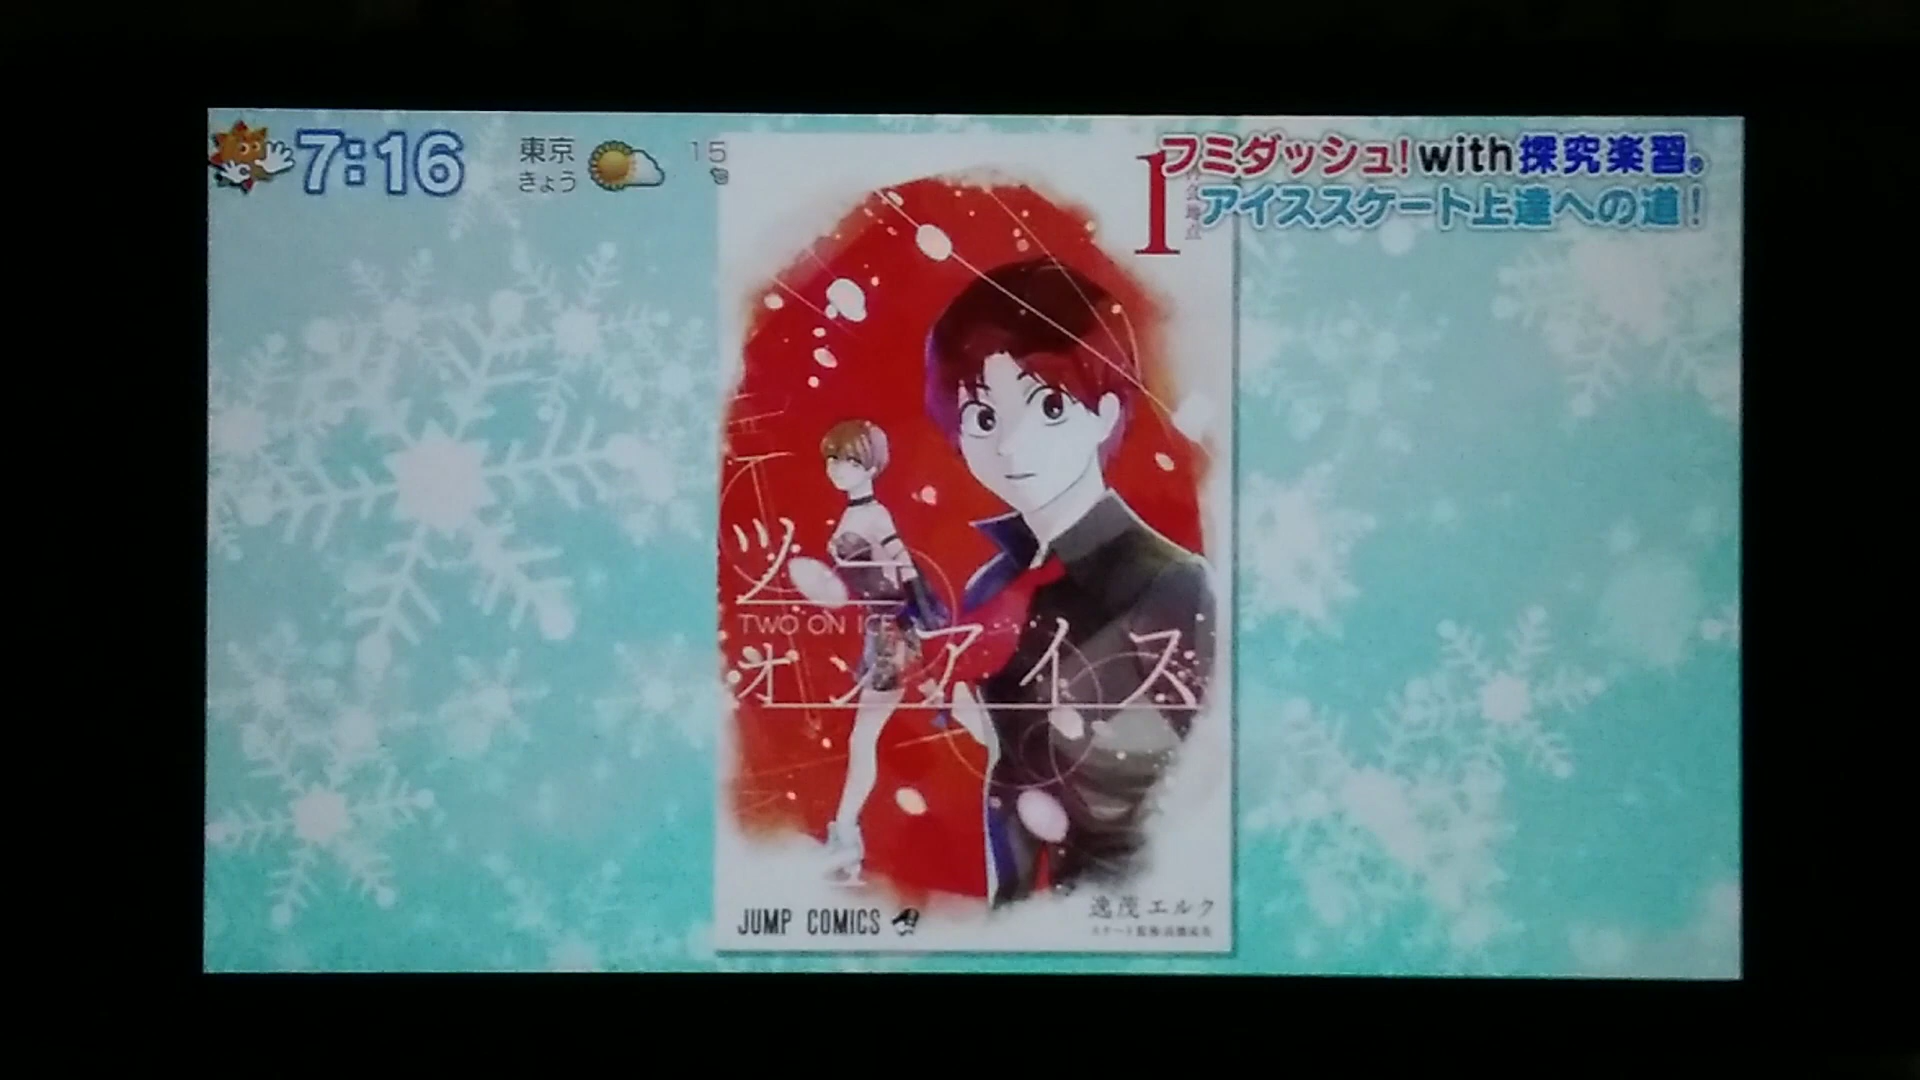 7:16
東京
きょう
15
フミダッシュ!with探究楽習®
アイススケート上達への道!
I
ツー
TWO ON ICE
オンアイス
JUMP COMICS
逸茂エルク